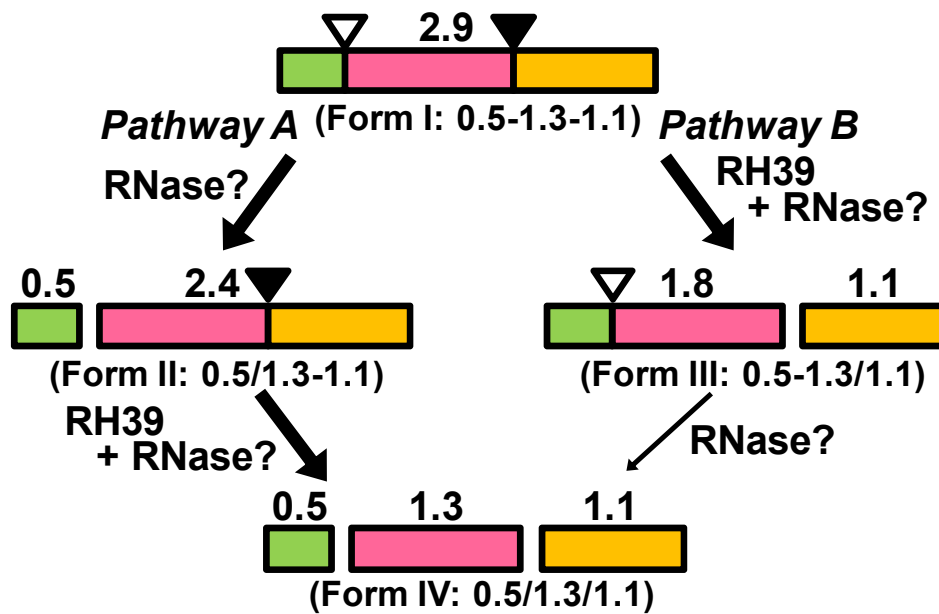 2.9
(Form I: 0.5-1.3-1.1)
Pathway A
Pathway B
RNase?
RH39
+ RNase?
0.5
2.4
(Form II: 0.5/1.3-1.1)
1.8
1.1
(Form III: 0.5-1.3/1.1)
RH39
+ RNase?
RNase?
0.5
1.3
1.1
(Form IV: 0.5/1.3/1.1)